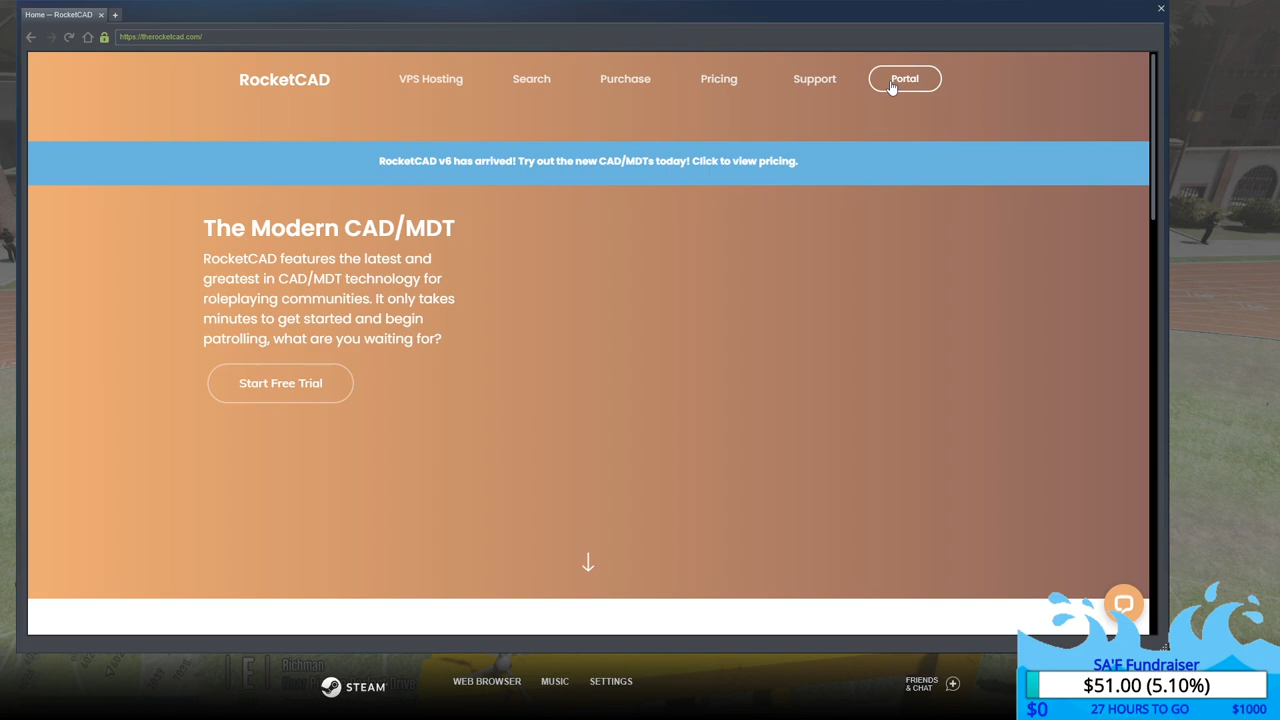 Home — RocketCAD
https://therocketcad.com/
RocketCAD
VPS Hosting
Search
Purchase
Pricing
Support
Portal
RocketCAD v6 has arrived! Try out the new CAD/MDTs today! Click to view pricing.
The Modern CAD/MDT
RocketCAD features the latest and
greatest in CAD/MDT technology for
roleplaying communities. It only takes
minutes to get started and begin
patrolling, what are you waiting for?
Start Free Trial
E
Richman
STEAM
WEB BROWSER
MUSIC
SETTINGS
FRIENDS
& CHAT
SA'F Fundraiser
$51.00 (5.10%)
$0
27 HOURS TO GO
$1000